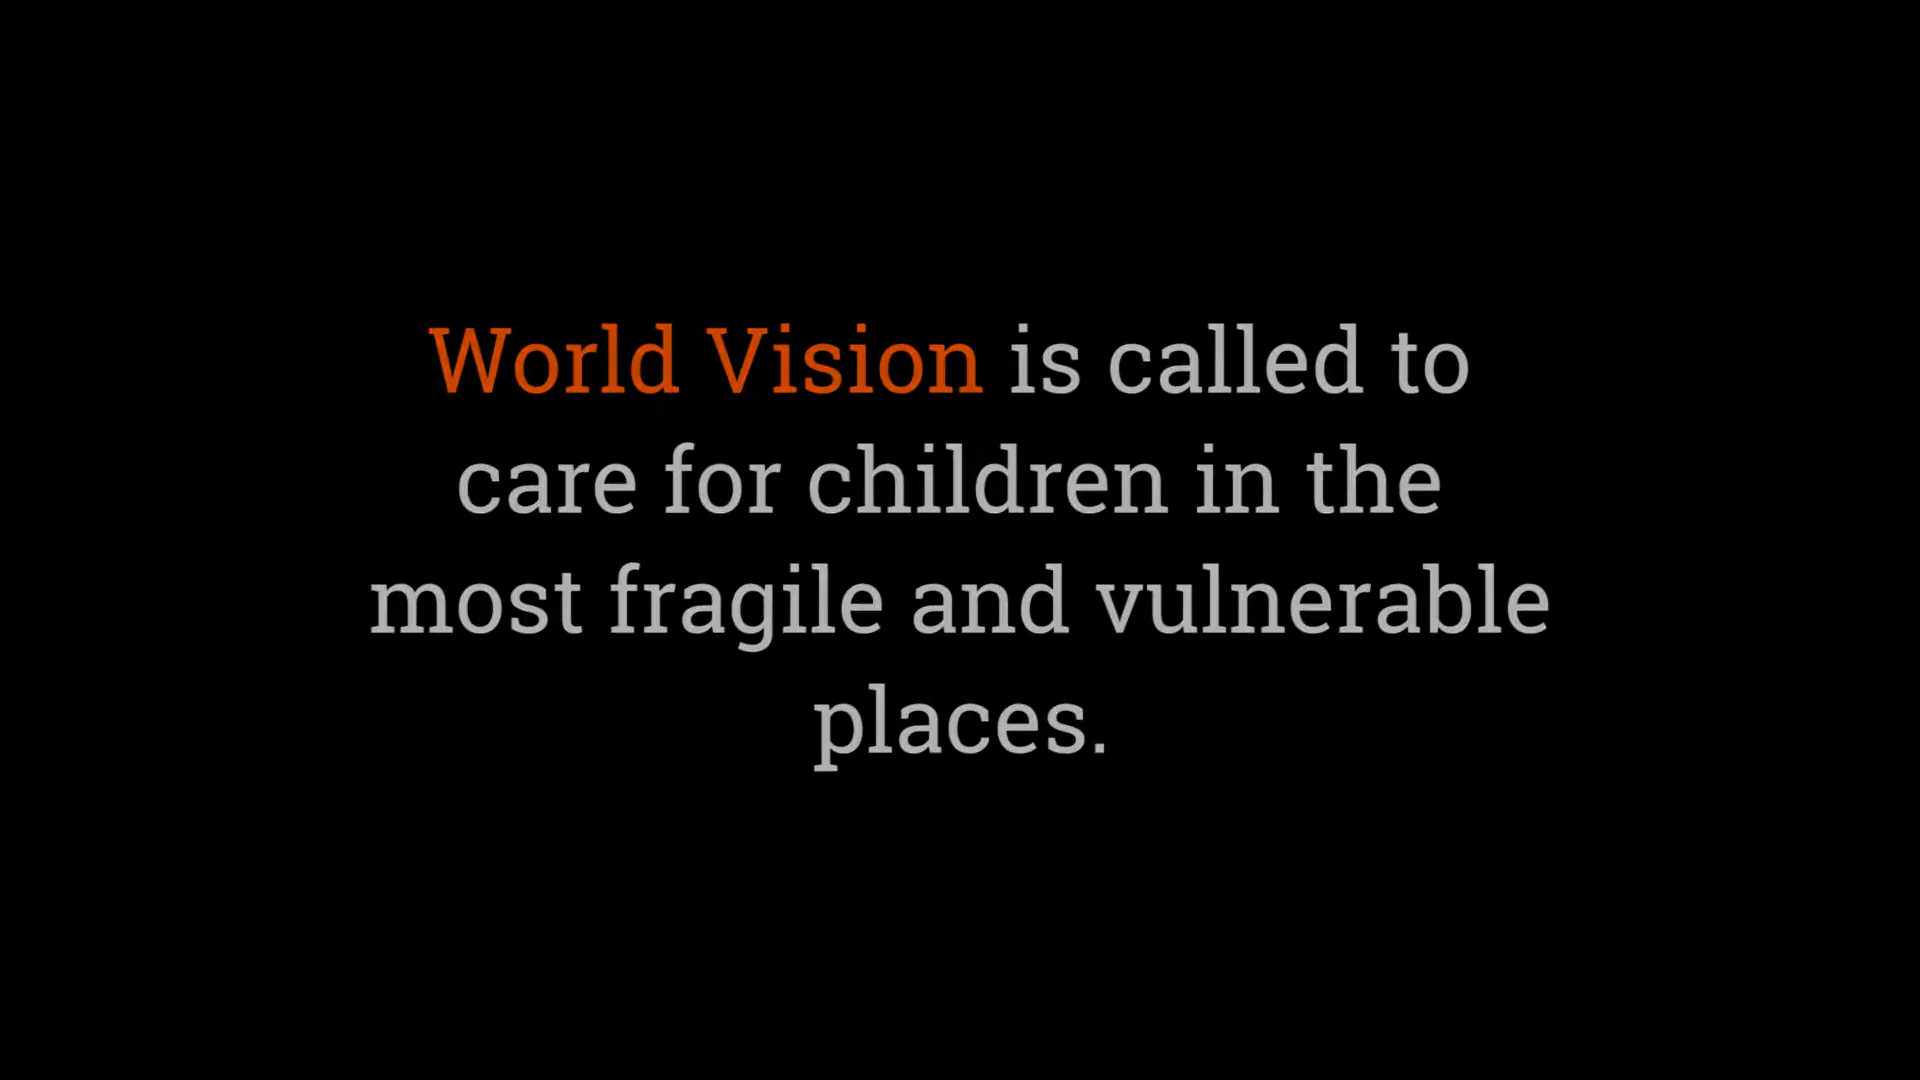 World Vision is called to
care for children in the
most fragile and vulnerable
places.